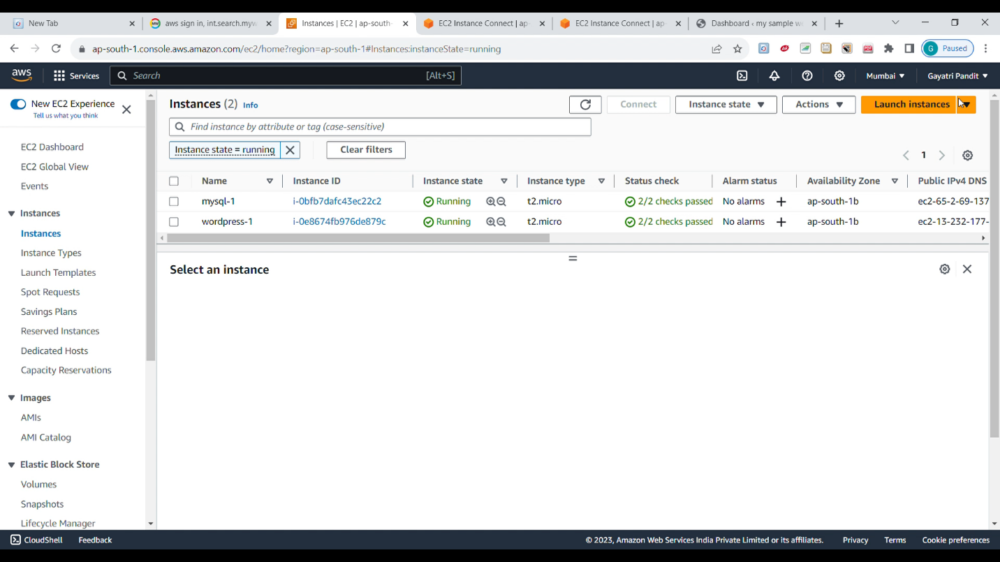 New Tab
aws sign in, int.search.myw
Instances | EC2 | ap-south-
EC2 Instance Connect | ap-
EC2 Instance Connect | ap-
Dashboard ‹ my sample we
ap-south-1.console.aws.amazon.com/ec2/home?region=ap-south-1#Instances:instanceState=running
G Paused
aws
Services
Search [Alt+S]
Mumbai
Gayatri Pandit
New EC2 Experience
Tell us what you think
EC2 Dashboard
EC2 Global View
Events
Instances
Instances
Instance Types
Launch Templates
Spot Requests
Savings Plans
Reserved Instances
Dedicated Hosts
Capacity Reservations
Images
AMIs
AMI Catalog
Elastic Block Store
Volumes
Snapshots
Lifecycle Manager
Instances (2) Info
Connect
Instance state
Actions
Launch instances
Find instance by attribute or tag (case-sensitive)
Instance state = running
Clear filters
1
Name Instance ID Instance state Instance type Status check Alarm status Availability Zone Public IPv4 DNS
mysql-1 i-0bfb7dafc43ec22c2 Running t2.micro 2/2 checks passed No alarms + ap-south-1b ec2-65-2-69-137
wordpress-1 i-0e8674fb976de879c Running t2.micro 2/2 checks passed No alarms + ap-south-1b ec2-13-232-177-
Select an instance
CloudShell
Feedback
© 2023, Amazon Web Services India Private Limited or its affiliates.
Privacy
Terms
Cookie preferences